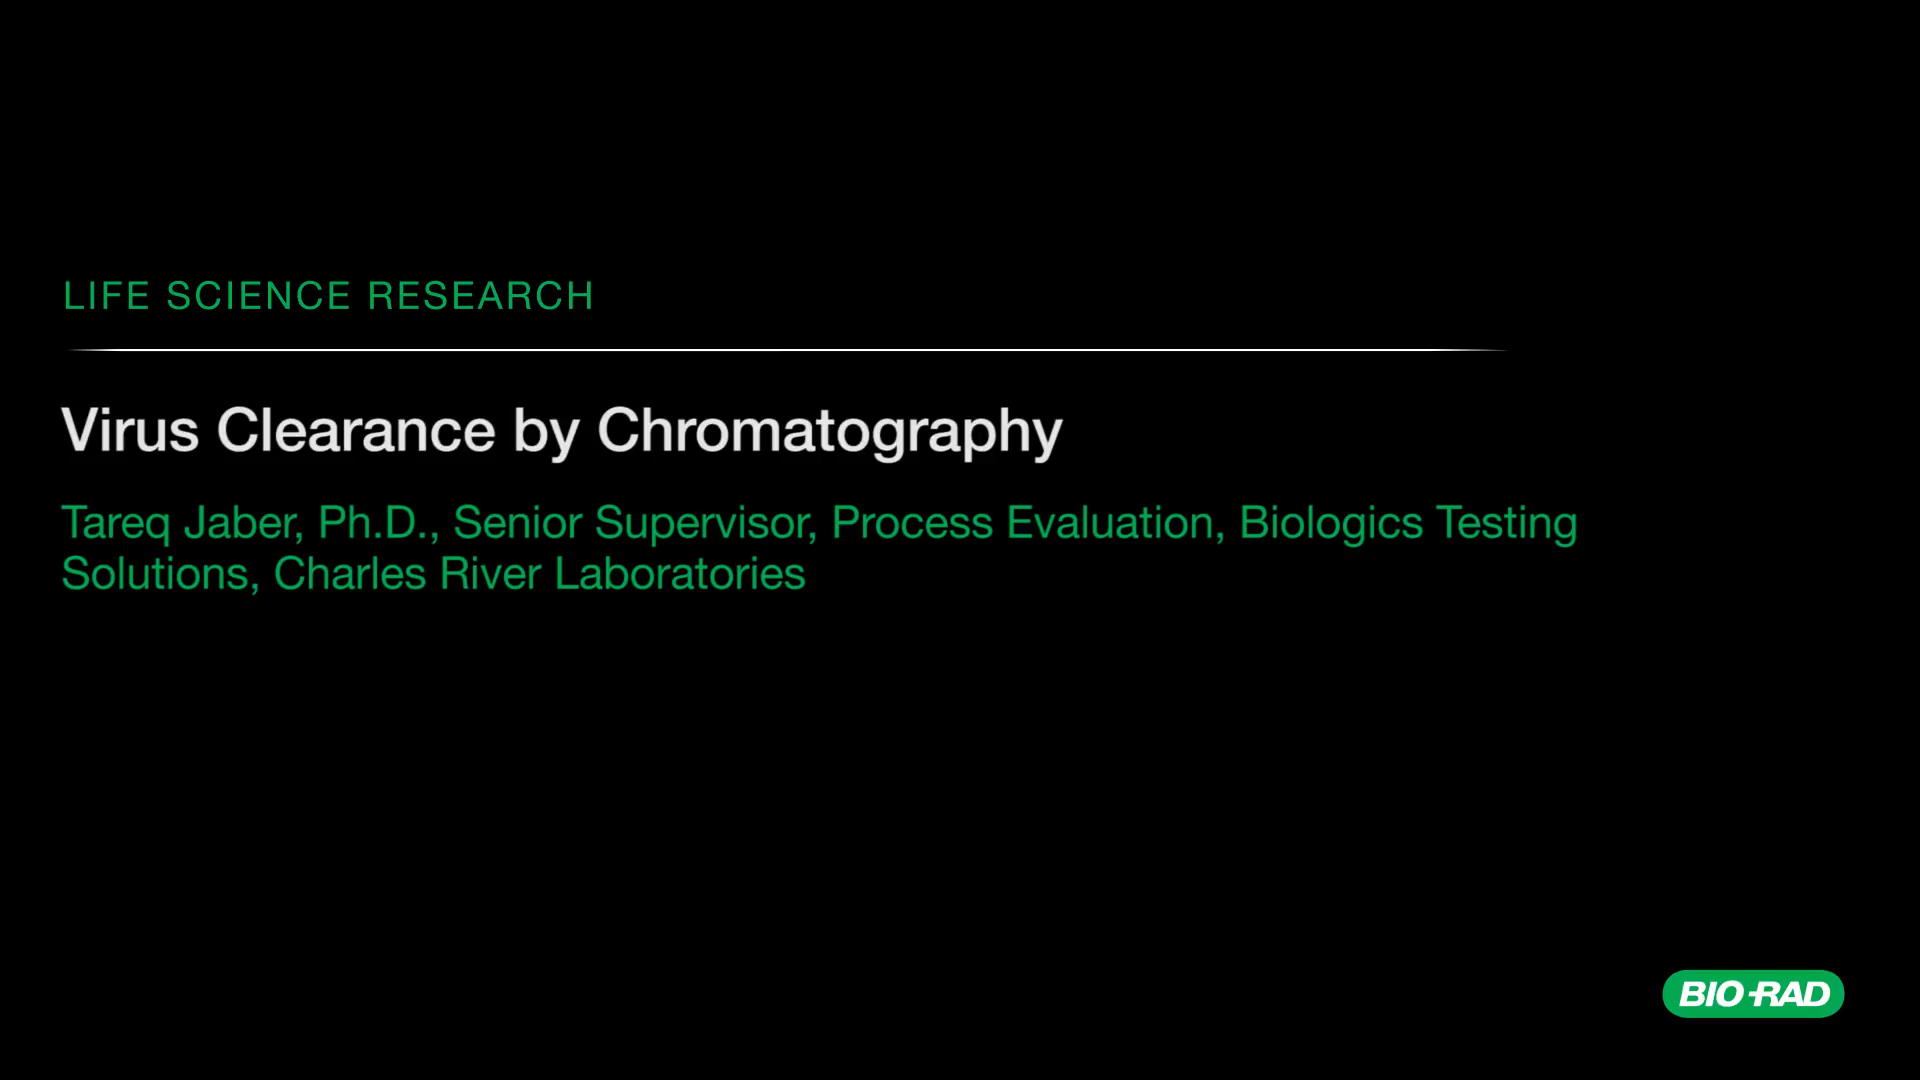 LIFE SCIENCE RESEARCH
Virus Clearance by Chromatography
Tareq Jaber, Ph.D., Senior Supervisor, Process Evaluation, Biologics Testing
Solutions, Charles River Laboratories
BIO-RAD